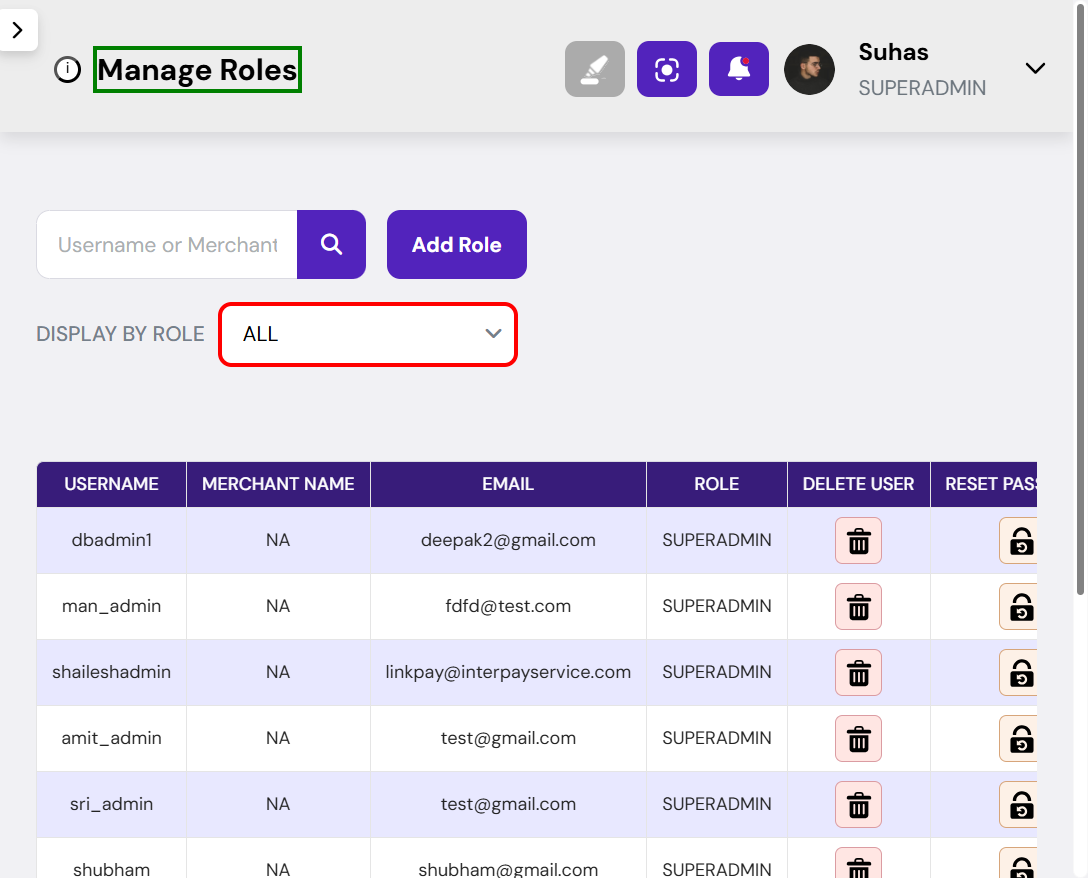 Manage Roles
Suhas
SUPERADMIN
Username or Merchant
Add Role
DISPLAY BY ROLE
ALL
USERNAME MERCHANT NAME EMAIL ROLE DELETE USER RESET PASS
dbadmin1 NA deepak2@gmail.com SUPERADMIN
man_admin NA fdfd@test.com SUPERADMIN
shaileshadmin NA linkpay@interpayservice.com SUPERADMIN
amit_admin NA test@gmail.com SUPERADMIN
sri_admin NA test@gmail.com SUPERADMIN
shubham NA shubham@gmail.com SUPERADMIN